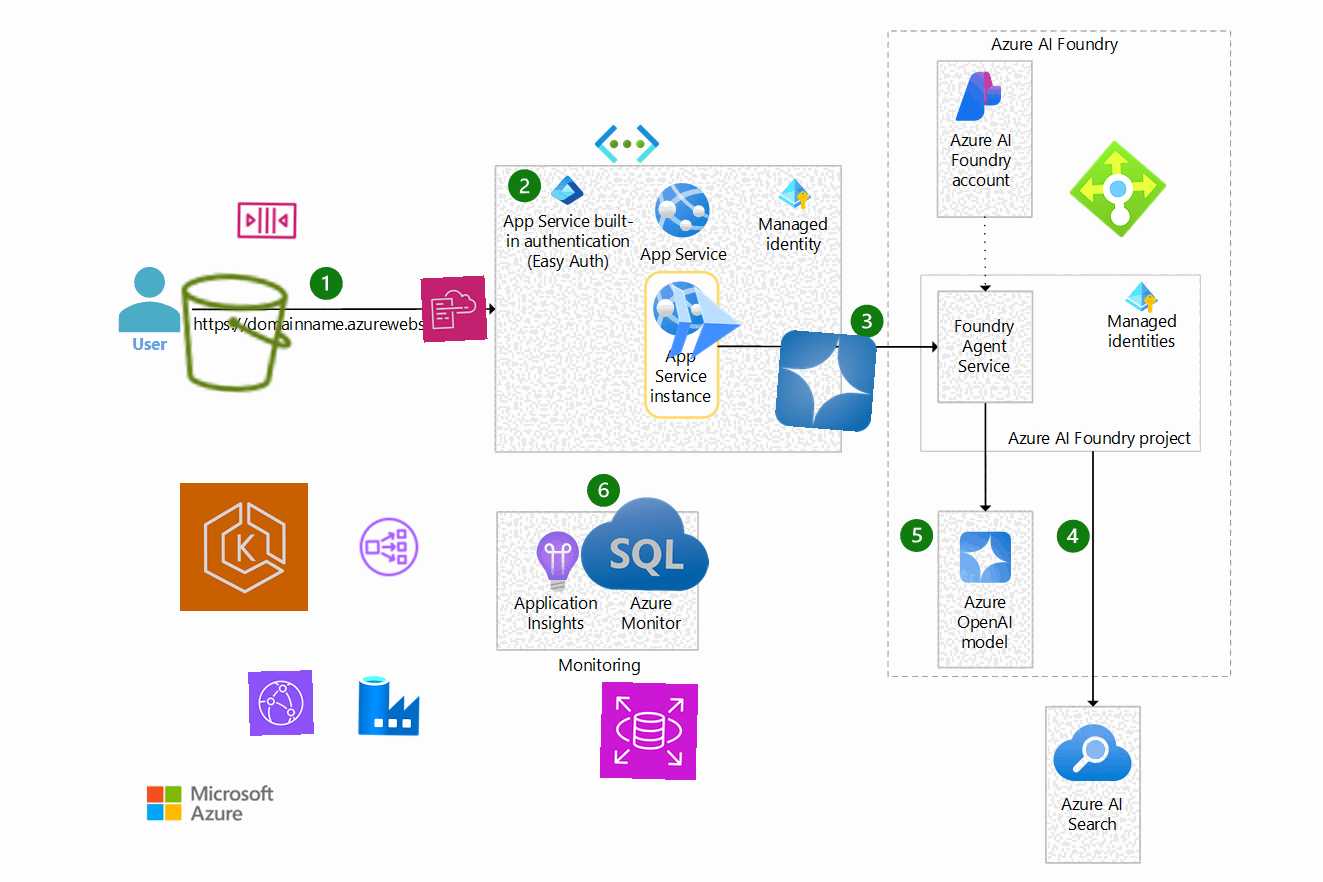 Azure AI Foundry
Azure AI
Foundry
account
2
App Service built-
in authentication
(Easy Auth)
App Service
Managed
identity
1
https://domainname.azurewebs
User
App
Service
instance
3
Foundry
Agent
Service
Managed
identities
Azure AI Foundry project
6
SQL
Application
Insights
Azure
Monitor
Monitoring
K
5
4
Azure
OpenAI
model
Azure AI
Search
Microsoft
Azure